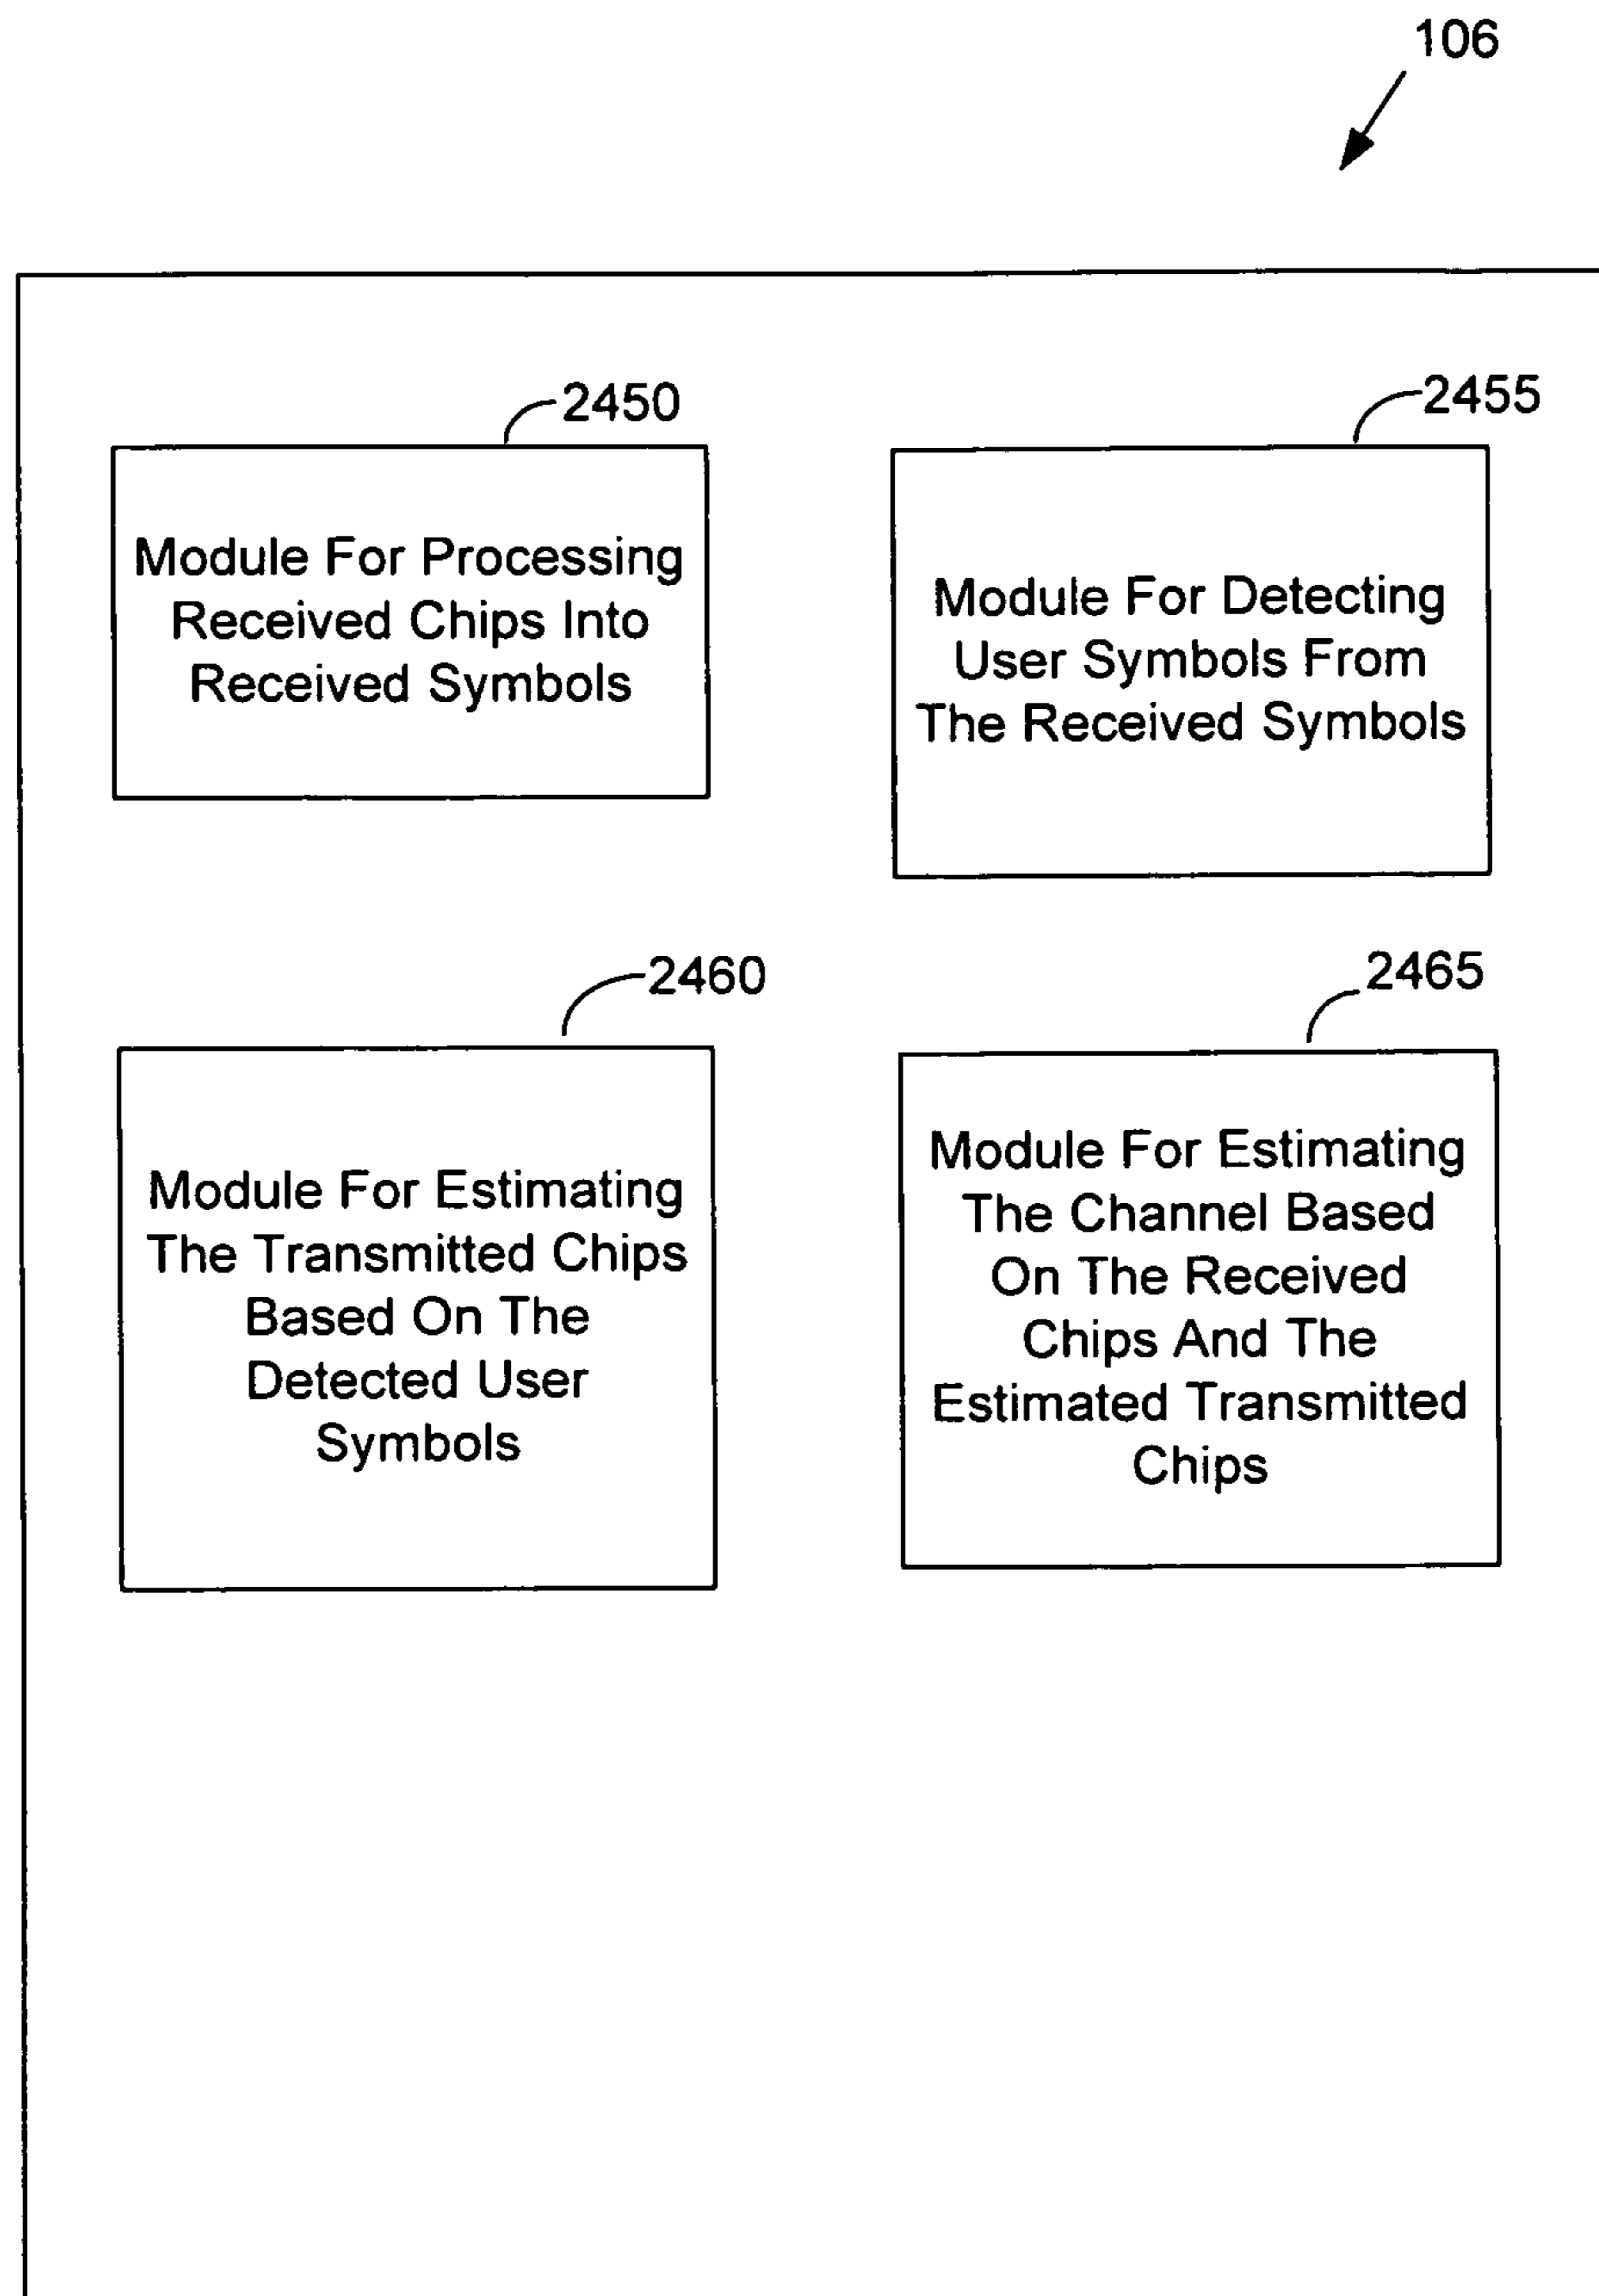 106
2450
Module For Processing
Received Chips Into
Received Symbols
2455
Module For Detecting
User Symbols From
The Received Symbols
2460
Module For Estimating
The Transmitted Chips
Based On The
Detected User
Symbols
2465
Module For Estimating
The Channel Based
On The Received
Chips And The
Estimated Transmitted
Chips